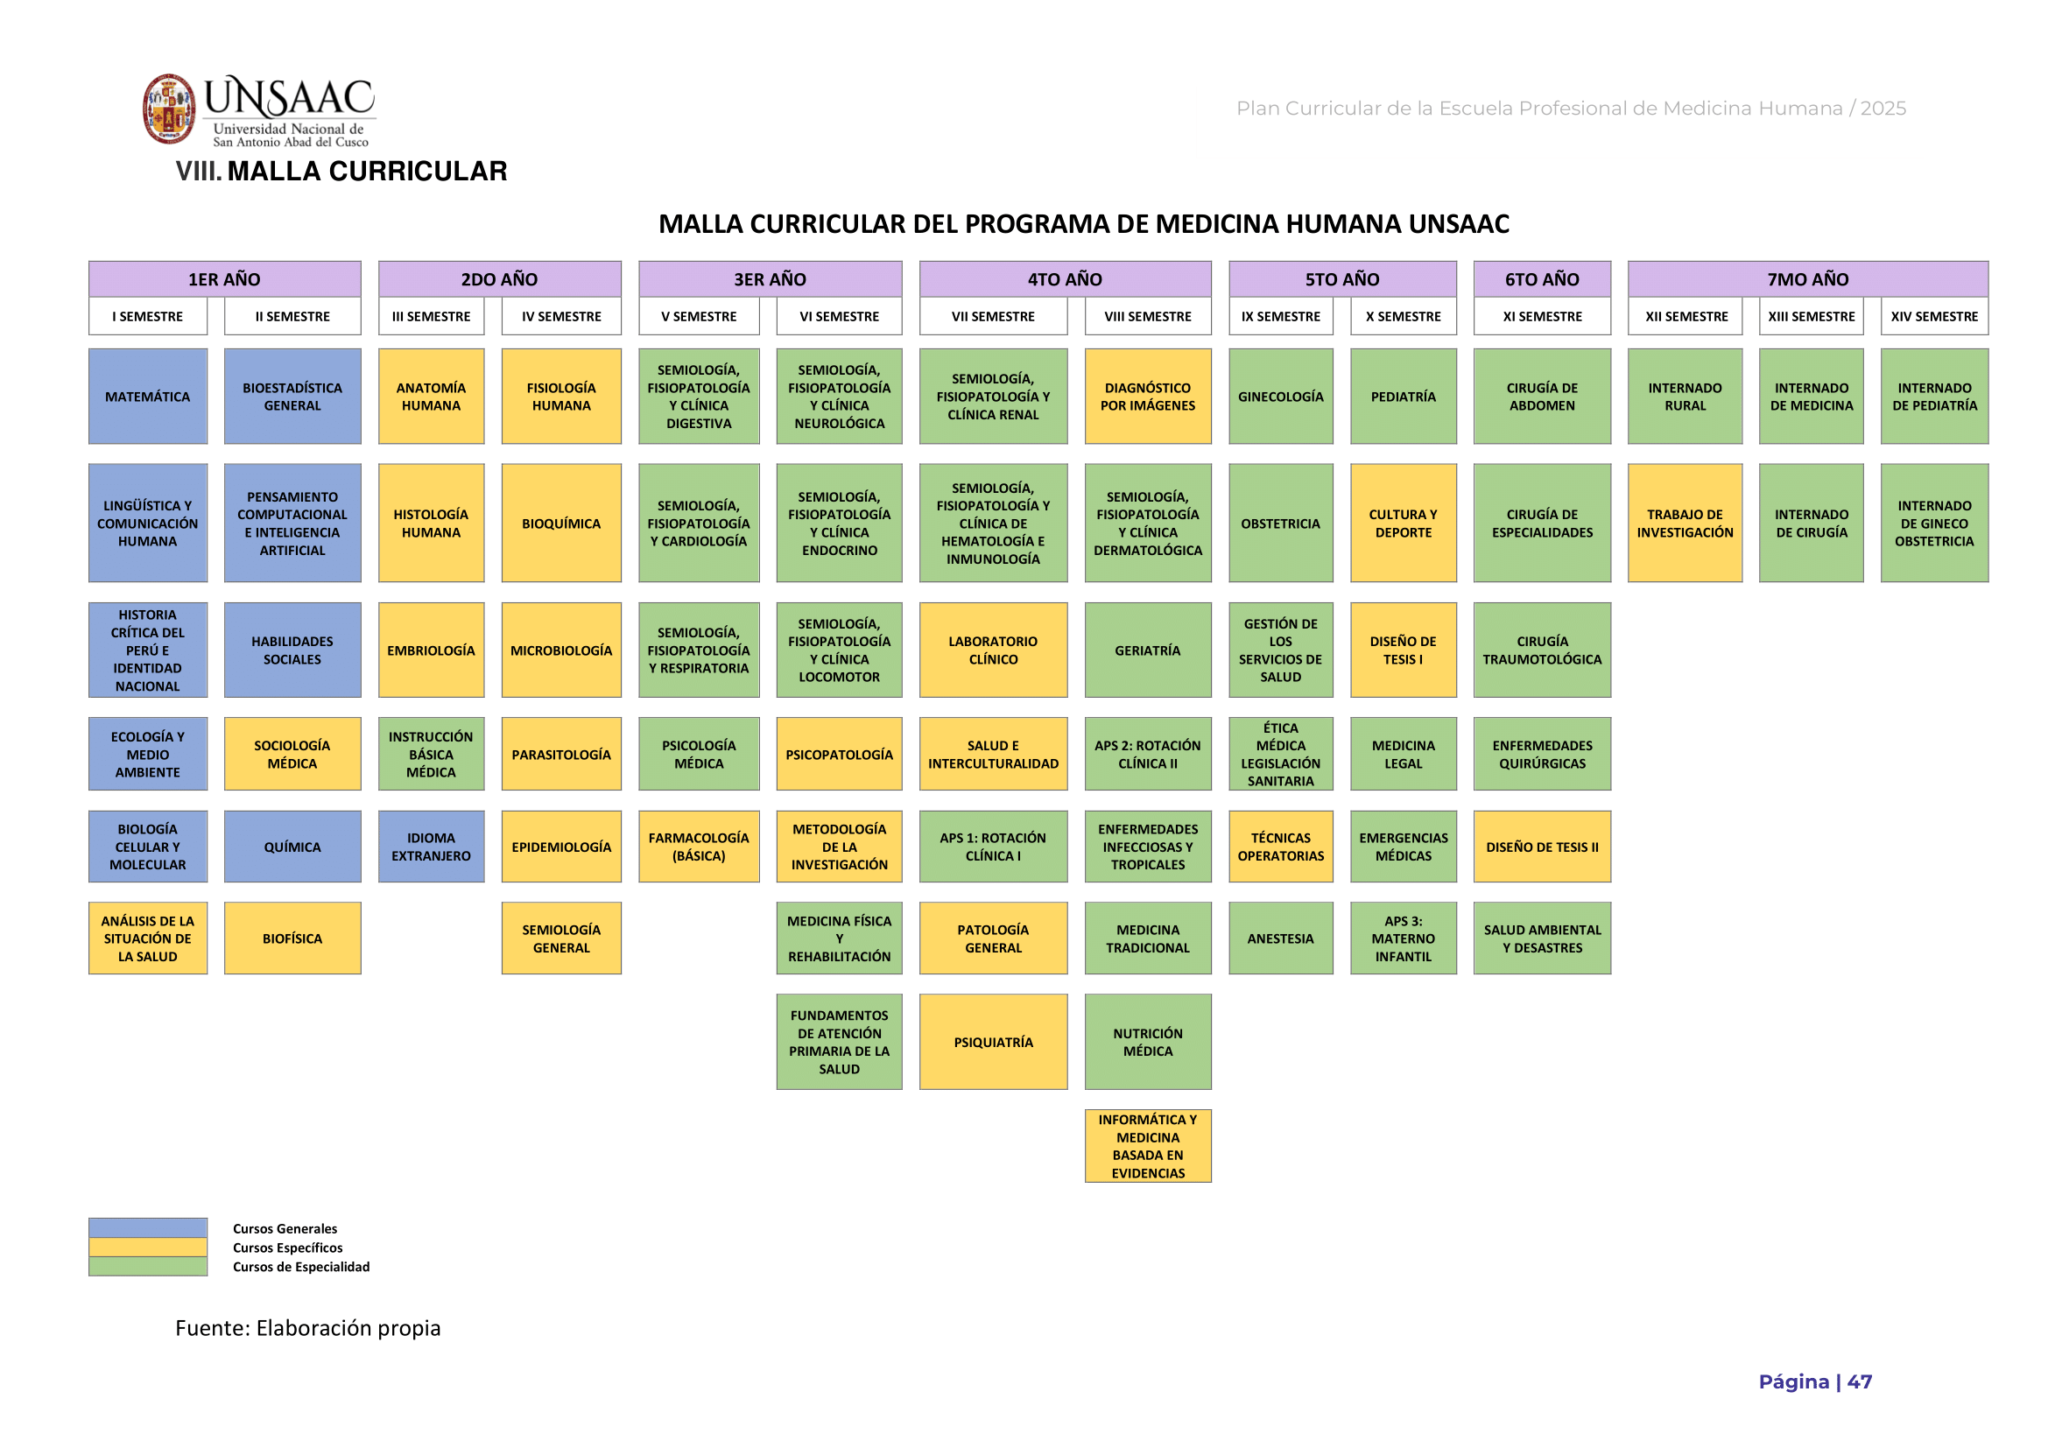 UNSAAC
Universidad Nacional de
San Antonio Abad del Cusco
Plan Curricular de la Escuela Profesional de Medicina Humana / 2025
VIII. MALLA CURRICULAR
MALLA CURRICULAR DEL PROGRAMA DE MEDICINA HUMANA UNSAAC
1ER AÑO
2DO AÑO
3ER AÑO
4TO AÑO
5TO AÑO
6TO AÑO
7MO AÑO
I SEMESTRE
II SEMESTRE
III SEMESTRE
IV SEMESTRE
V SEMESTRE
VI SEMESTRE
VII SEMESTRE
VIII SEMESTRE
IX SEMESTRE
X SEMESTRE
XI SEMESTRE
XII SEMESTRE
XIII SEMESTRE
XIV SEMESTRE
MATEMÁTICA
BIOESTADÍSTICA
GENERAL
ANATOMÍA
HUMANA
FISIOLOGÍA
HUMANA
SEMIOLOGÍA,
FISIOPATOLOGÍA
Y CLÍNICA
DIGESTIVA
SEMIOLOGÍA,
FISIOPATOLOGÍA
Y CLÍNICA
NEUROLÓGICA
SEMIOLOGÍA,
FISIOPATOLOGÍA Y
CLÍNICA RENAL
DIAGNÓSTICO
POR IMÁGENES
GINECOLOGÍA
PEDIATRÍA
CIRUGÍA DE
ABDOMEN
INTERNADO
RURAL
INTERNADO
DE MEDICINA
INTERNADO
DE PEDIATRÍA
LINGÜÍSTICA Y
COMUNICACIÓN
HUMANA
PENSAMIENTO
COMPUTACIONAL
E INTELIGENCIA
ARTIFICIAL
HISTOLOGÍA
HUMANA
BIOQUÍMICA
SEMIOLOGÍA,
FISIOPATOLOGÍA
Y CARDIOLOGÍA
SEMIOLOGÍA,
FISIOPATOLOGÍA
Y CLÍNICA
ENDOCRINO
SEMIOLOGÍA,
FISIOPATOLOGÍA Y
CLÍNICA DE
HEMATOLOGÍA E
INMUNOLOGÍA
SEMIOLOGÍA,
FISIOPATOLOGÍA
Y CLÍNICA
DERMATOLÓGICA
OBSTETRICIA
CULTURA Y
DEPORTE
CIRUGÍA DE
ESPECIALIDADES
TRABAJO DE
INVESTIGACIÓN
INTERNADO
DE CIRUGÍA
INTERNADO
DE GINECO
OBSTETRICIA
HISTORIA
CRÍTICA DEL
PERÚ E
IDENTIDAD
NACIONAL
HABILIDADES
SOCIALES
EMBRIOLOGÍA
MICROBIOLOGÍA
SEMIOLOGÍA,
FISIOPATOLOGÍA
Y RESPIRATORIA
SEMIOLOGÍA,
FISIOPATOLOGÍA
Y CLÍNICA
LOCOMOTOR
LABORATORIO
CLÍNICO
GERIATRÍA
GESTIÓN DE
LOS
SERVICIOS DE
SALUD
DISEÑO DE
TESIS I
CIRUGÍA
TRAUMOTOLÓGICA
ECOLOGÍA Y
MEDIO
AMBIENTE
SOCIOLOGÍA
MÉDICA
INSTRUCCIÓN
BÁSICA
MÉDICA
PARASITOLOGÍA
PSICOLOGÍA
MÉDICA
PSICOPATOLOGÍA
SALUD E
INTERCULTURALIDAD
APS 2: ROTACIÓN
CLÍNICA II
ÉTICA
MÉDICA
LEGISLACIÓN
SANITARIA
MEDICINA
LEGAL
ENFERMEDADES
QUIRÚRGICAS
BIOLOGÍA
CELULAR Y
MOLECULAR
QUÍMICA
IDIOMA
EXTRANJERO
EPIDEMIOLOGÍA
FARMACOLOGÍA
(BÁSICA)
METODOLOGÍA
DE LA
INVESTIGACIÓN
APS 1: ROTACIÓN
CLÍNICA I
ENFERMEDADES
INFECCIOSAS Y
TROPICALES
TÉCNICAS
OPERATORIAS
EMERGENCIAS
MÉDICAS
DISEÑO DE TESIS II
ANÁLISIS DE LA
SITUACIÓN DE
LA SALUD
BIOFÍSICA
SEMIOLOGÍA
GENERAL
MEDICINA FÍSICA
Y
REHABILITACIÓN
PATOLOGÍA
GENERAL
MEDICINA
TRADICIONAL
ANESTESIA
APS 3:
MATERNO
INFANTIL
SALUD AMBIENTAL
Y DESASTRES
FUNDAMENTOS
DE ATENCIÓN
PRIMARIA DE LA
SALUD
PSIQUIATRÍA
NUTRICIÓN
MÉDICA
INFORMÁTICA Y
MEDICINA
BASADA EN
EVIDENCIAS
Cursos Generales
Cursos Específicos
Cursos de Especialidad
Fuente: Elaboración propia
Página | 47